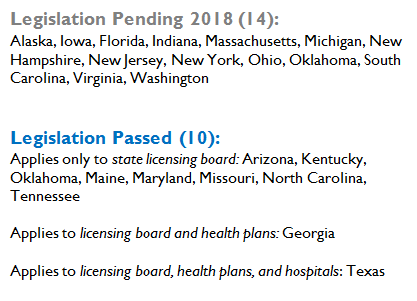 Legislation Pending 2018 (14):
Alaska, Iowa, Florida, Indiana, Massachusetts, Michigan, New
Hampshire, New Jersey, New York, Ohio, Oklahoma, South
Carolina, Virginia, Washington
Legislation Passed (10):
Applies only to state licensing board: Arizona, Kentucky,
Oklahoma, Maine, Maryland, Missouri, North Carolina,
Tennessee
Applies to licensing board and health plans: Georgia
Applies to licensing board, health plans, and hospitals: Texas